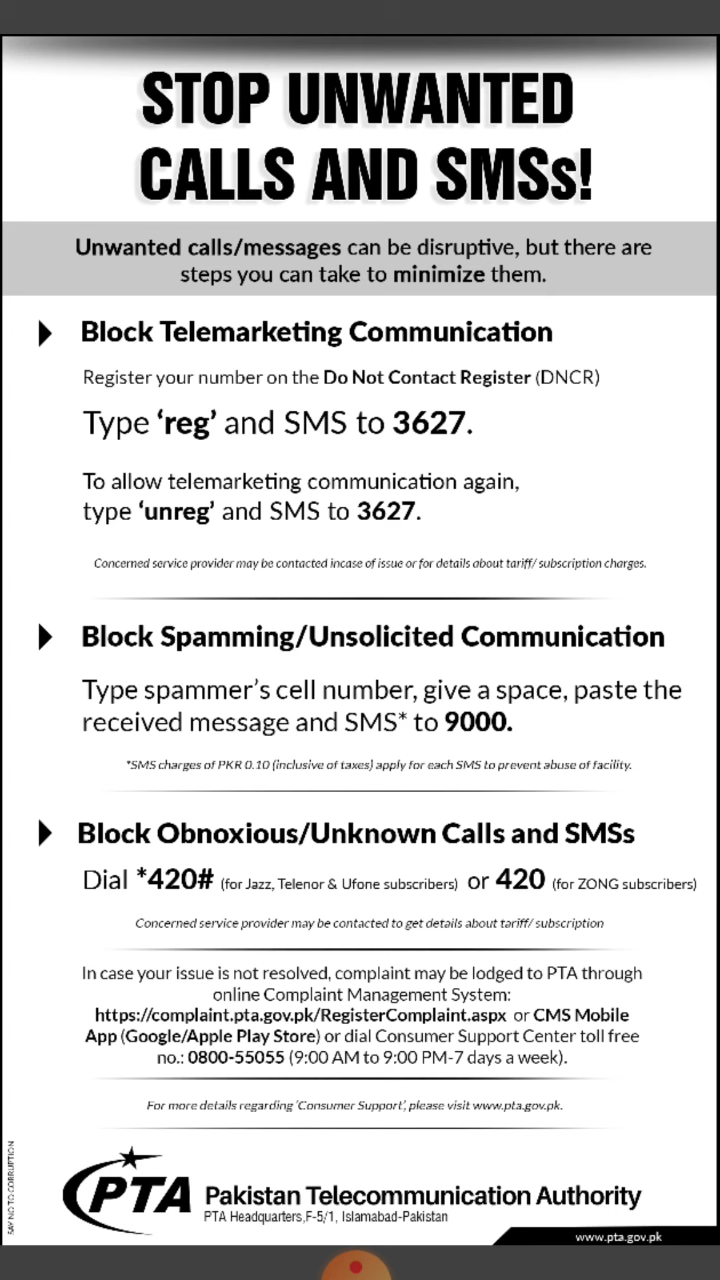 STOP UNWANTED
CALLS AND SMSs!
Unwanted calls/messages can be disruptive, but there are
steps you can take to minimize them.
Block Telemarketing Communication
Register your number on the Do Not Contact Register (DNCR)
Type ‘reg’ and SMS to 3627.
To allow telemarketing communication again,
type ‘unreg’ and SMS to 3627.
Concerned service provider may be contacted incase of issue or for details about tariff/ subscription charges.
Block Spamming/Unsolicited Communication
Type spammer’s cell number, give a space, paste the
received message and SMS* to 9000.
*SMS charges of PKR 0.10 (inclusive of taxes) apply for each SMS to prevent abuse of facility.
Block Obnoxious/Unknown Calls and SMSs
Dial *420# (for Jazz, Telenor & Ufone subscribers) or 420 (for ZONG subscribers)
Concerned service provider may be contacted to get details about tariff/ subscription
In case your issue is not resolved, complaint may be lodged to PTA through
online Complaint Management System:
https://complaint.pta.gov.pk/RegisterComplaint.aspx or CMS Mobile
App (Google/Apple Play Store) or dial Consumer Support Center toll free
no.: 0800-55055 (9:00 AM to 9:00 PM-7 days a week).
For more details regarding ‘Consumer Support’, please visit www.pta.gov.pk.
SAY NO TO CORRUPTION
PTA Pakistan Telecommunication Authority
PTA Headquarters,F-5/1, Islamabad-Pakistan
www.pta.gov.pk